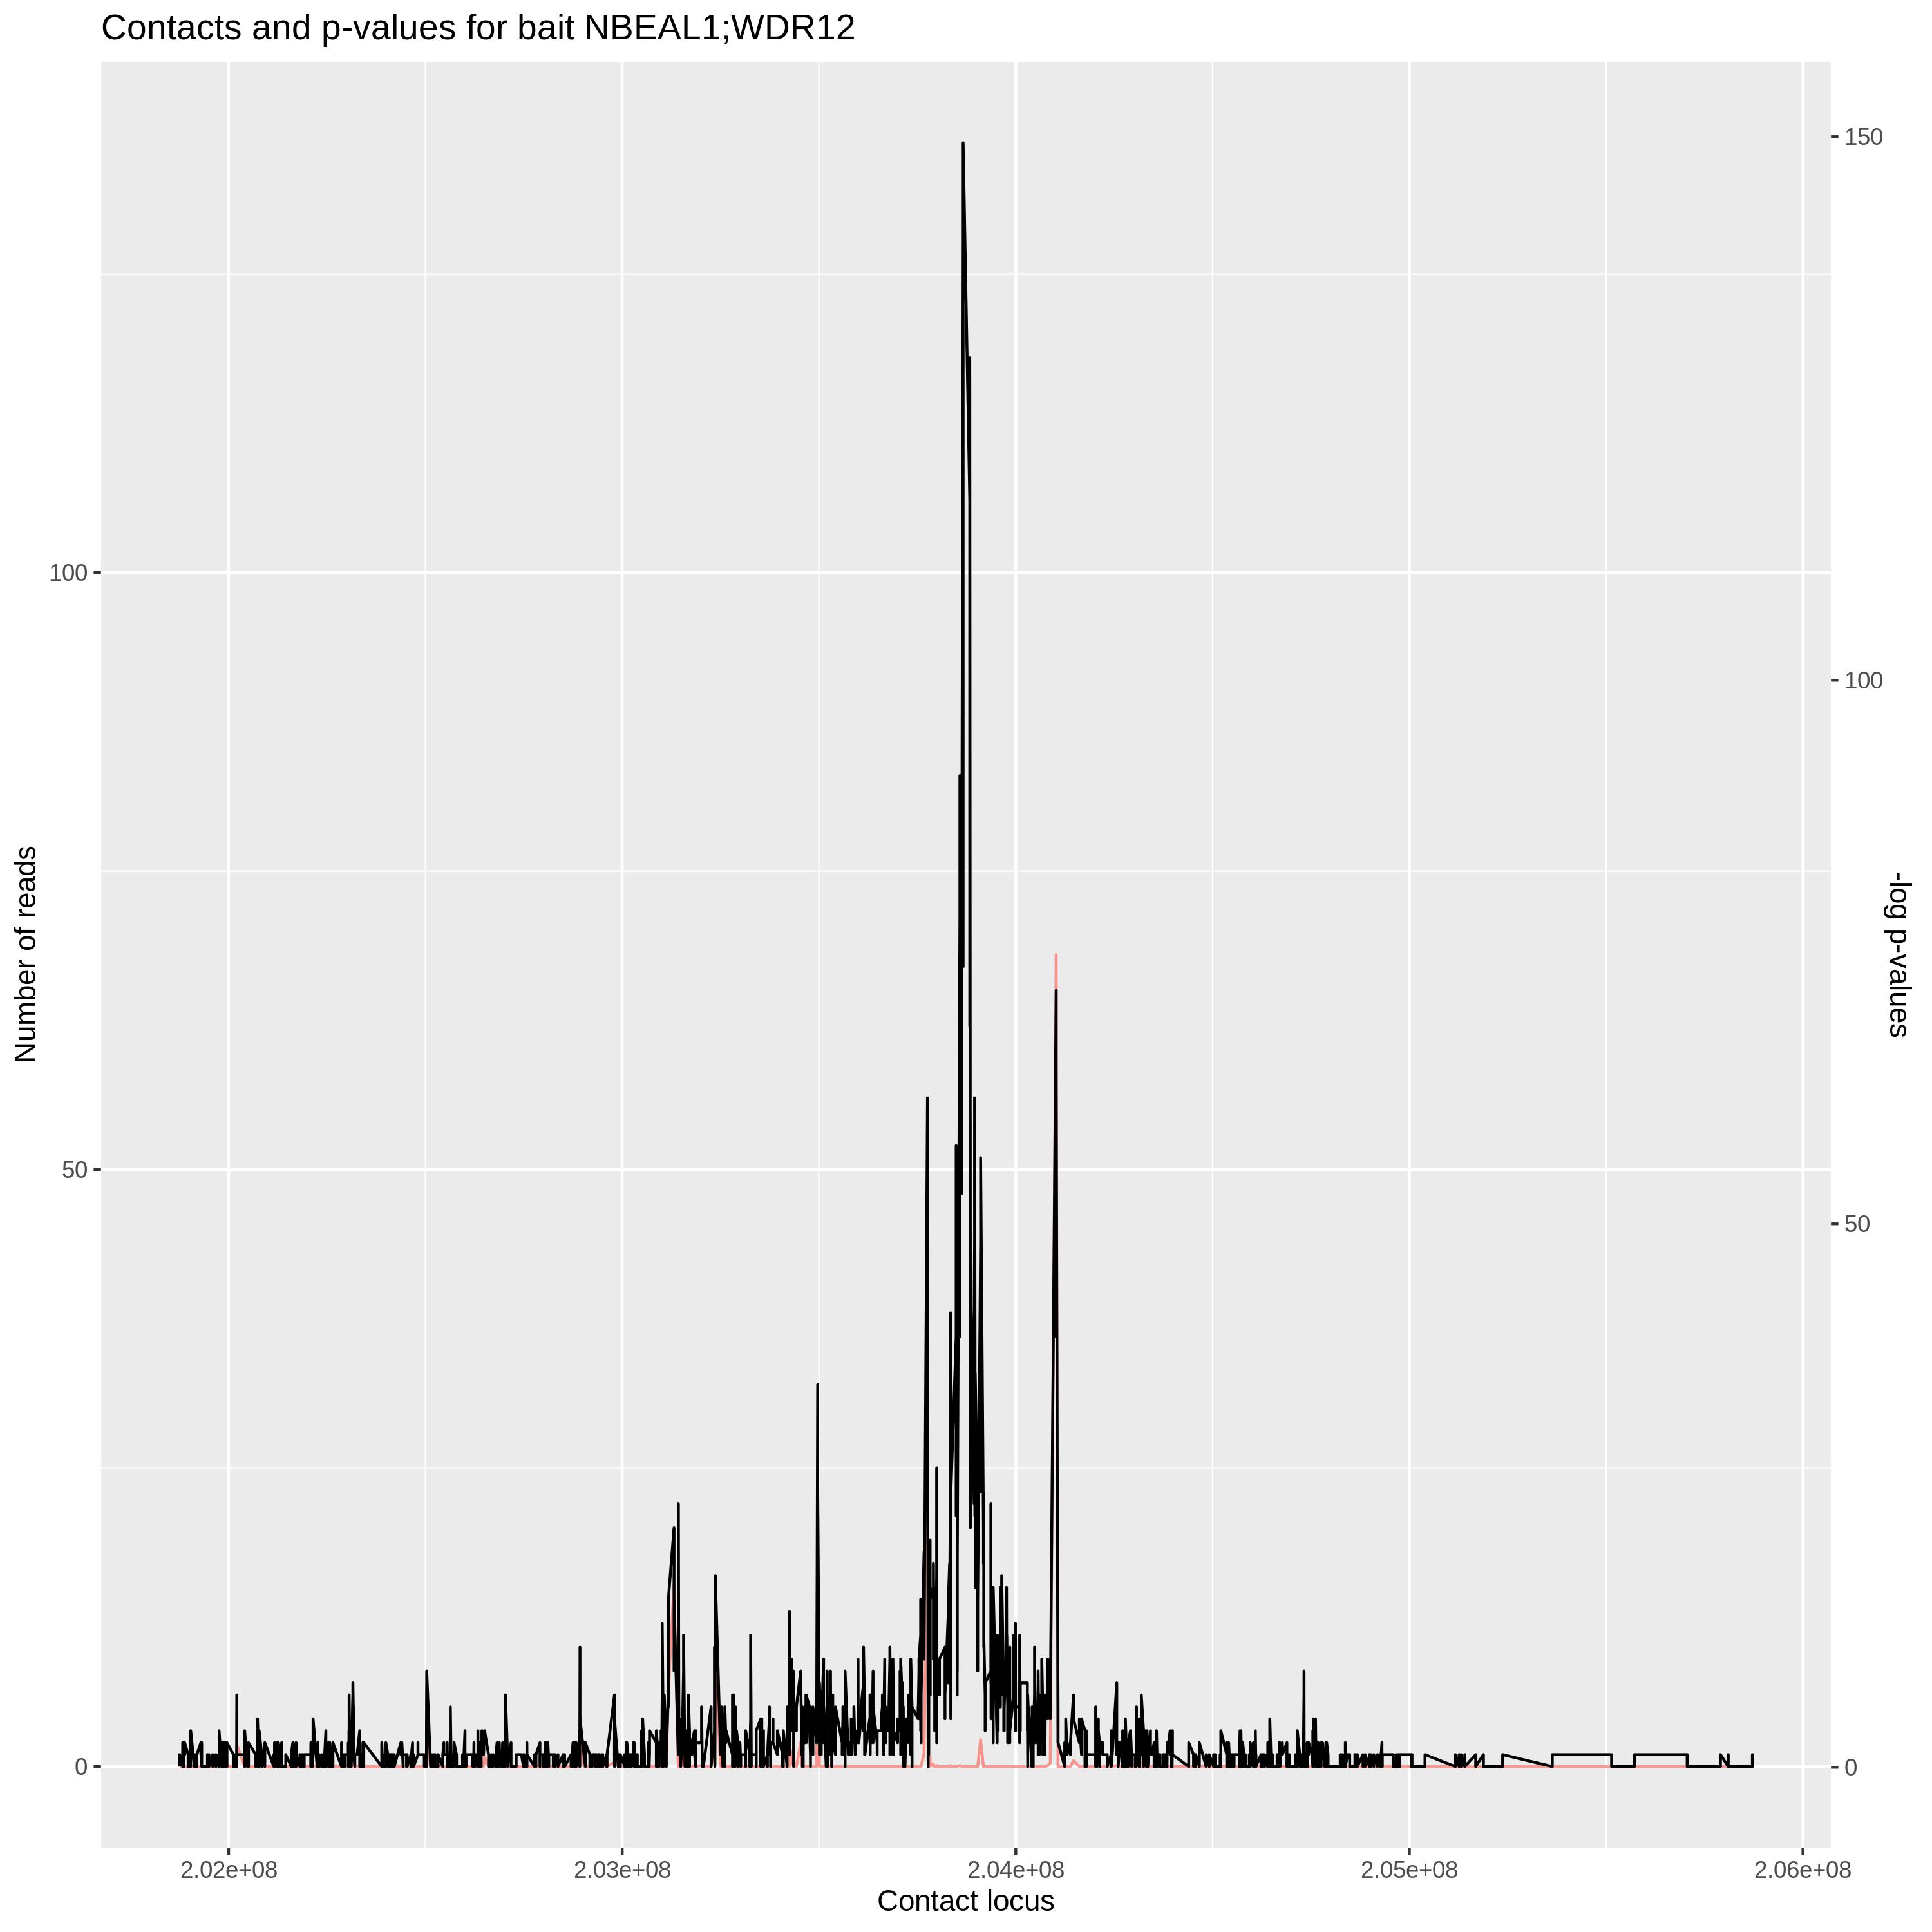 Contacts and p-values for bait NBEAL1;WDR12
150
100
100
50
50
0
0
Number of reads
-log p-values
2.02e+08 2.03e+08 2.04e+08 2.05e+08 2.06e+08
Contact locus